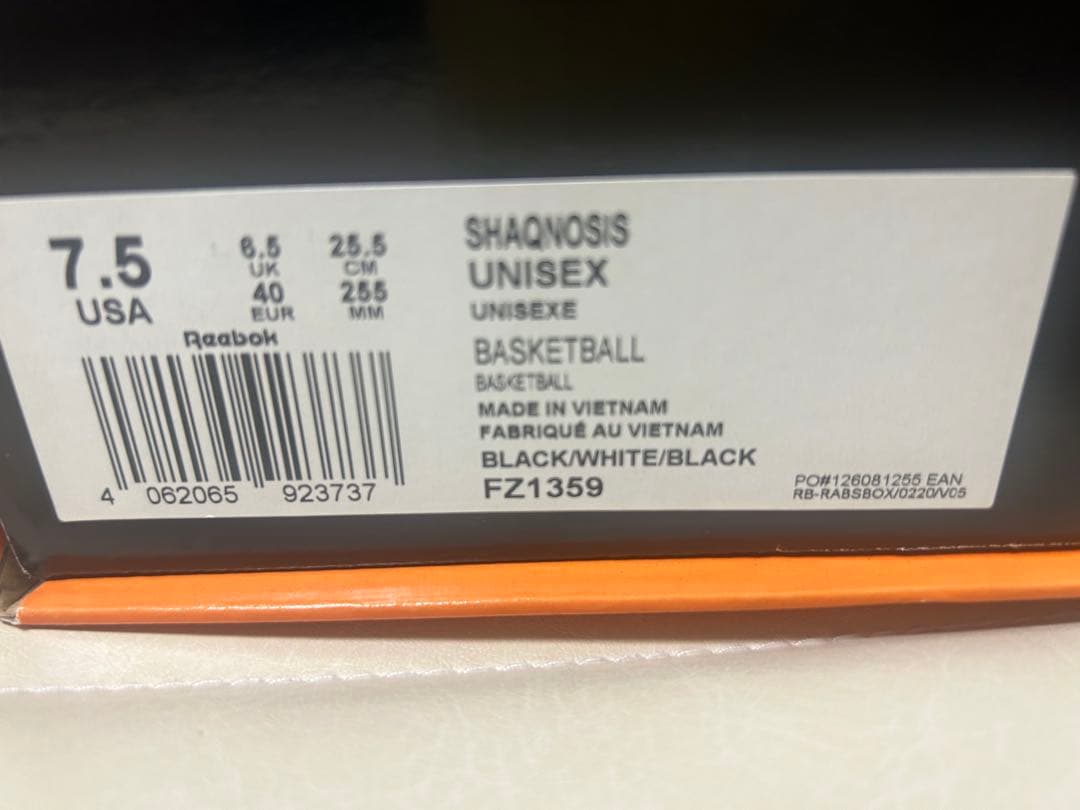 7.5
USA
6.5
UK
40
EUR
25.5
CM
255
MM
Reebok
4 062065 923737
SHAQNOSIS
UNISEX
UNISEXE
BASKETBALL
BASKETBALL
MADE IN VIETNAM
FABRIQUÉ AU VIETNAM
BLACK/WHITE/BLACK
FZ1359
PO#126081255 EAN
RB-RABSBOX/0220/V05